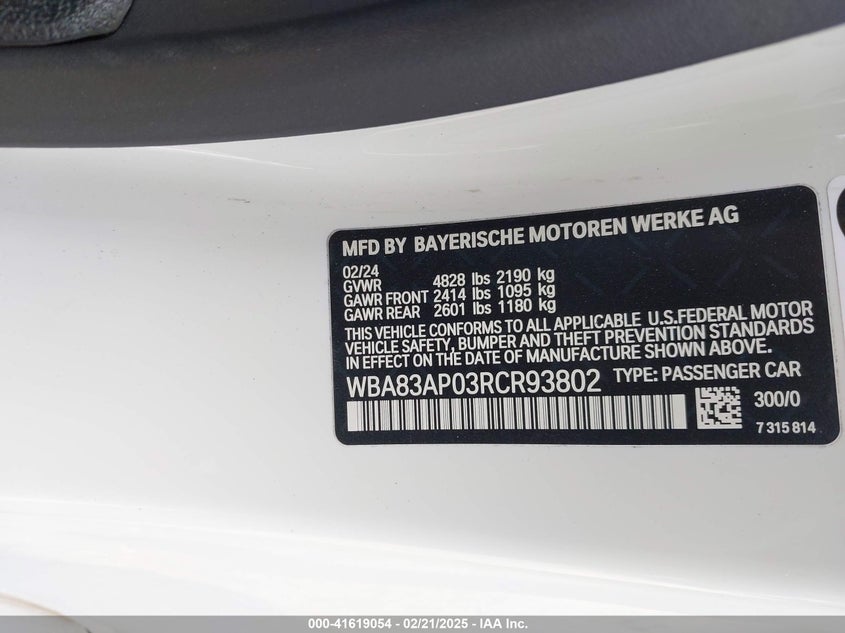 MFD BY BAYERISCHE MOTOREN WERKE AG
02/24
GVWR 4828 lbs 2190 kg
GAWR FRONT 2414 lbs 1095 kg
GAWR REAR 2601 lbs 1180 kg
THIS VEHICLE CONFORMS TO ALL APPLICABLE U.S.FEDERAL MOTOR
VEHICLE SAFETY, BUMPER AND THEFT PREVENTION STANDARDS
IN EFFECT ON THE DATE OF MANUFACTURE SHOWN ABOVE.
WBA83AP03RCR93802 TYPE: PASSENGER CAR
300/0
7 315 814
000-41619054 - 02/21/2025 - IAA Inc.